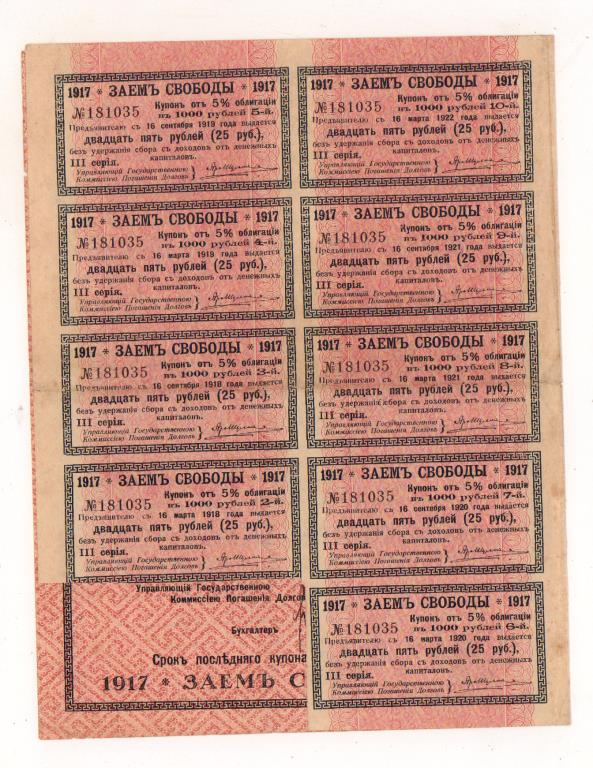 1917 * ЗАЕМЪ СВОБОДЫ * 1917
№181035
Купонъ отъ 5% облигаціи
въ 1000 рублей 5-й.
Предъявителю съ 16 сентября 1919 года выдается
двадцать пять рублей (25 руб.),
безъ удержанія сбора съ доходовъ отъ денежныхъ
капиталовъ.
III серія.
Управляющій Государственною
Коммиссіею Погашенія Долговъ
1917 * ЗАЕМЪ СВОБОДЫ * 1917
№181035
Купонъ отъ 5% облигаціи
въ 1000 рублей 10-й.
Предъявителю съ 16 марта 1922 года выдается
двадцать пять рублей (25 руб.),
безъ удержанія сбора съ доходовъ отъ денежныхъ
капиталовъ.
III серія.
Управляющій Государственною
Коммиссіею Погашенія Долговъ
1917 * ЗАЕМЪ СВОБОДЫ * 1917
№181035
Купонъ отъ 5% облигаціи
въ 1000 рублей 4-й.
Предъявителю съ 16 марта 1919 года выдается
двадцать пять рублей (25 руб.),
безъ удержанія сбора съ доходовъ отъ денежныхъ
капиталовъ.
III серія.
Управляющій Государственною
Коммиссіею Погашенія Долговъ
1917 * ЗАЕМЪ СВОБОДЫ * 1917
№181035
Купонъ отъ 5% облигаціи
въ 1000 рублей 9-й.
Предъявителю съ 16 сентября 1921 года выдается
двадцать пять рублей (25 руб.),
безъ удержанія сбора съ доходовъ отъ денежныхъ
капиталовъ.
III серія.
Управляющій Государственною
Коммиссіею Погашенія Долговъ
1917 * ЗАЕМЪ СВОБОДЫ * 1917
№181035
Купонъ отъ 5% облигаціи
въ 1000 рублей 3-й.
Предъявителю съ 16 сентября 1918 года выдается
двадцать пять рублей (25 руб.),
безъ удержанія сбора съ доходовъ отъ денежныхъ
капиталовъ.
III серія.
Управляющій Государственною
Коммиссіею Погашенія Долговъ
1917 * ЗАЕМЪ СВОБОДЫ * 1917
№181035
Купонъ отъ 5% облигаціи
въ 1000 рублей 8-й.
Предъявителю съ 16 марта 1921 года выдается
двадцать пять рублей (25 руб.),
безъ удержанія сбора съ доходовъ отъ денежныхъ
капиталовъ.
III серія.
Управляющій Государственною
Коммиссіею Погашенія Долговъ
1917 * ЗАЕМЪ СВОБОДЫ * 1917
№181035
Купонъ отъ 5% облигаціи
въ 1000 рублей 2-й.
Предъявителю съ 16 марта 1918 года выдается
двадцать пять рублей (25 руб.),
безъ удержанія сбора съ доходовъ отъ денежныхъ
капиталовъ.
III серія.
Управляющій Государственною
Коммиссіею Погашенія Долговъ
1917 * ЗАЕМЪ СВОБОДЫ * 1917
№181035
Купонъ отъ 5% облигаціи
въ 1000 рублей 7-й.
Предъявителю съ 16 сентября 1920 года выдается
двадцать пять рублей (25 руб.),
безъ удержанія сбора съ доходовъ отъ денежныхъ
капиталовъ.
III серія.
Управляющій Государственною
Коммиссіею Погашенія Долговъ
Управляющій Государственною
Коммиссіею Погашенія Долгов
Бухгалтеръ
Срокъ послѣдняго купона
1917 * ЗАЕМЪ С
1917 * ЗАЕМЪ СВОБОДЫ * 1917
№181035
Купонъ отъ 5% облигаціи
въ 1000 рублей 6-й.
Предъявителю съ 16 марта 1920 года выдается
двадцать пять рублей (25 руб.),
безъ удержанія сбора съ доходовъ отъ денежныхъ
капиталовъ.
III серія.
Управляющій Государственною
Коммиссіею Погашенія Долговъ